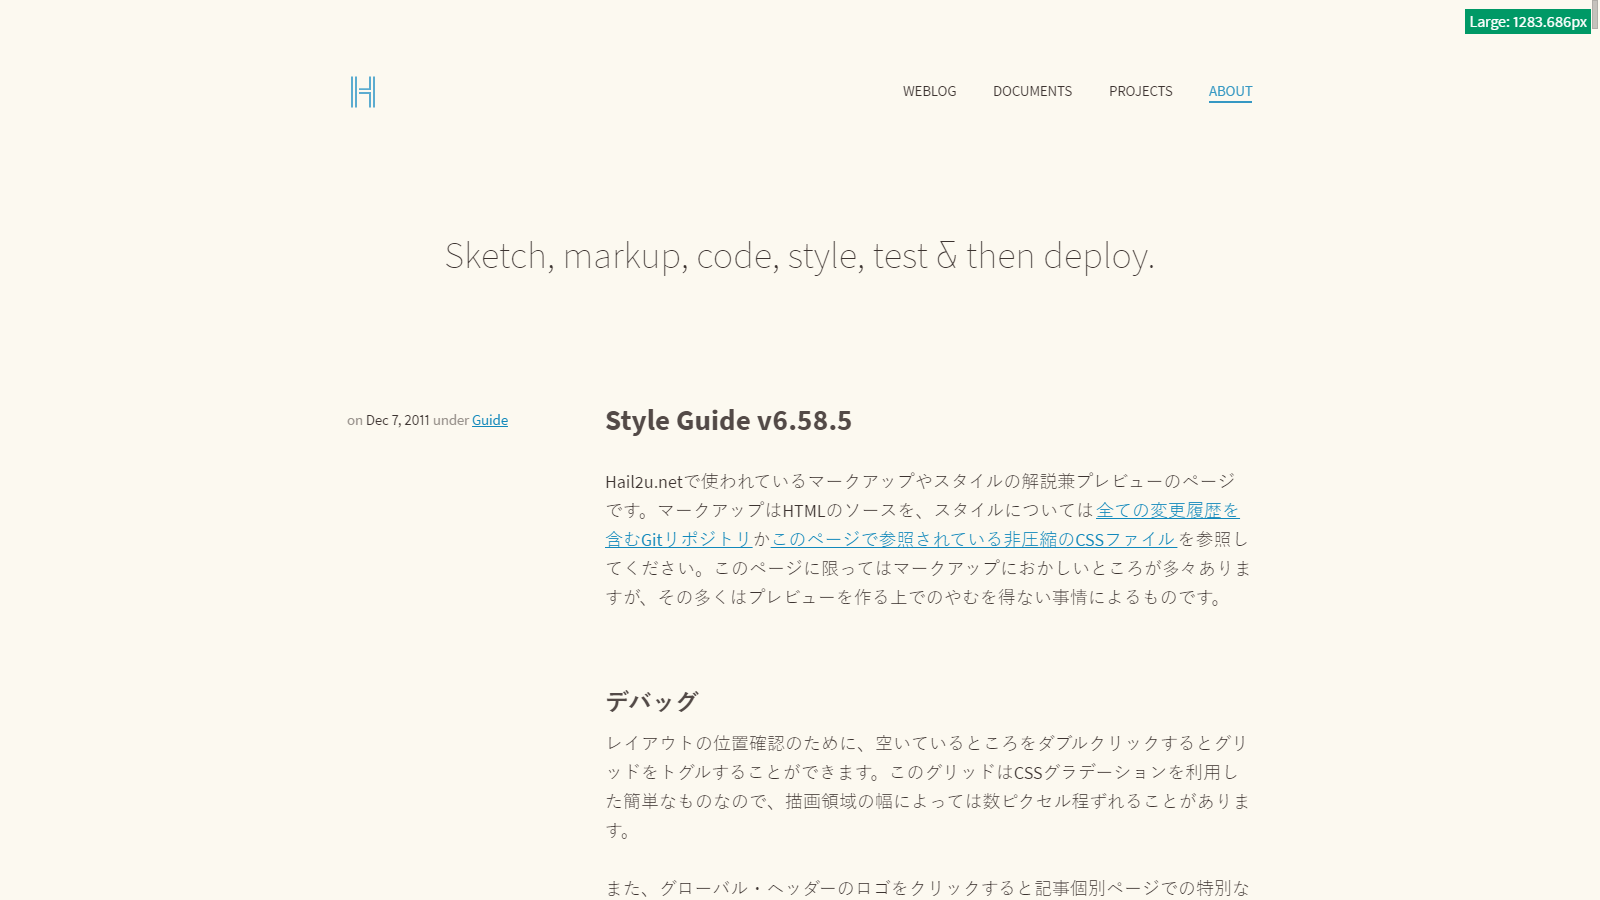 Large: 1283.686px
H
WEBLOG DOCUMENTS PROJECTS ABOUT
Sketch, markup, code, style, test & then deploy.
on Dec 7, 2011 under Guide
Style Guide v6.58.5
Hail2u.netで使われているマークアップやスタイルの解説兼プレビューのページ
です。マークアップはHTMLのソースを、スタイルについては全ての変更履歴を
含むGitリポジトリかこのページで参照されている非圧縮のCSSファイルを参照し
てください。このページに限ってはマークアップにおかしいところが多々ありま
すが、その多くはプレビューを作る上でのやむを得ない事情によるものです。
デバッグ
レイアウトの位置確認のために、空いているところをダブルクリックするとグリ
ッドをトグルすることができます。このグリッドはCSSグラデーションを利用し
た簡単なものなので、描画領域の幅によっては数ピクセル程ずれることがありま
す。
また、グローバル・ヘッダーのロゴをクリックすると記事個別ページでの特別な